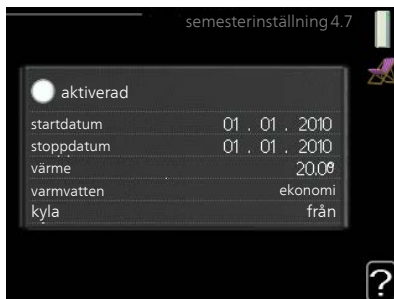 semesterinställning 4.7
aktiverad
startdatum 01 . 01 . 2010
stoppdatum 01 . 01 . 2010
värme 20.0°
varmvatten ekonomi
kyla från
?